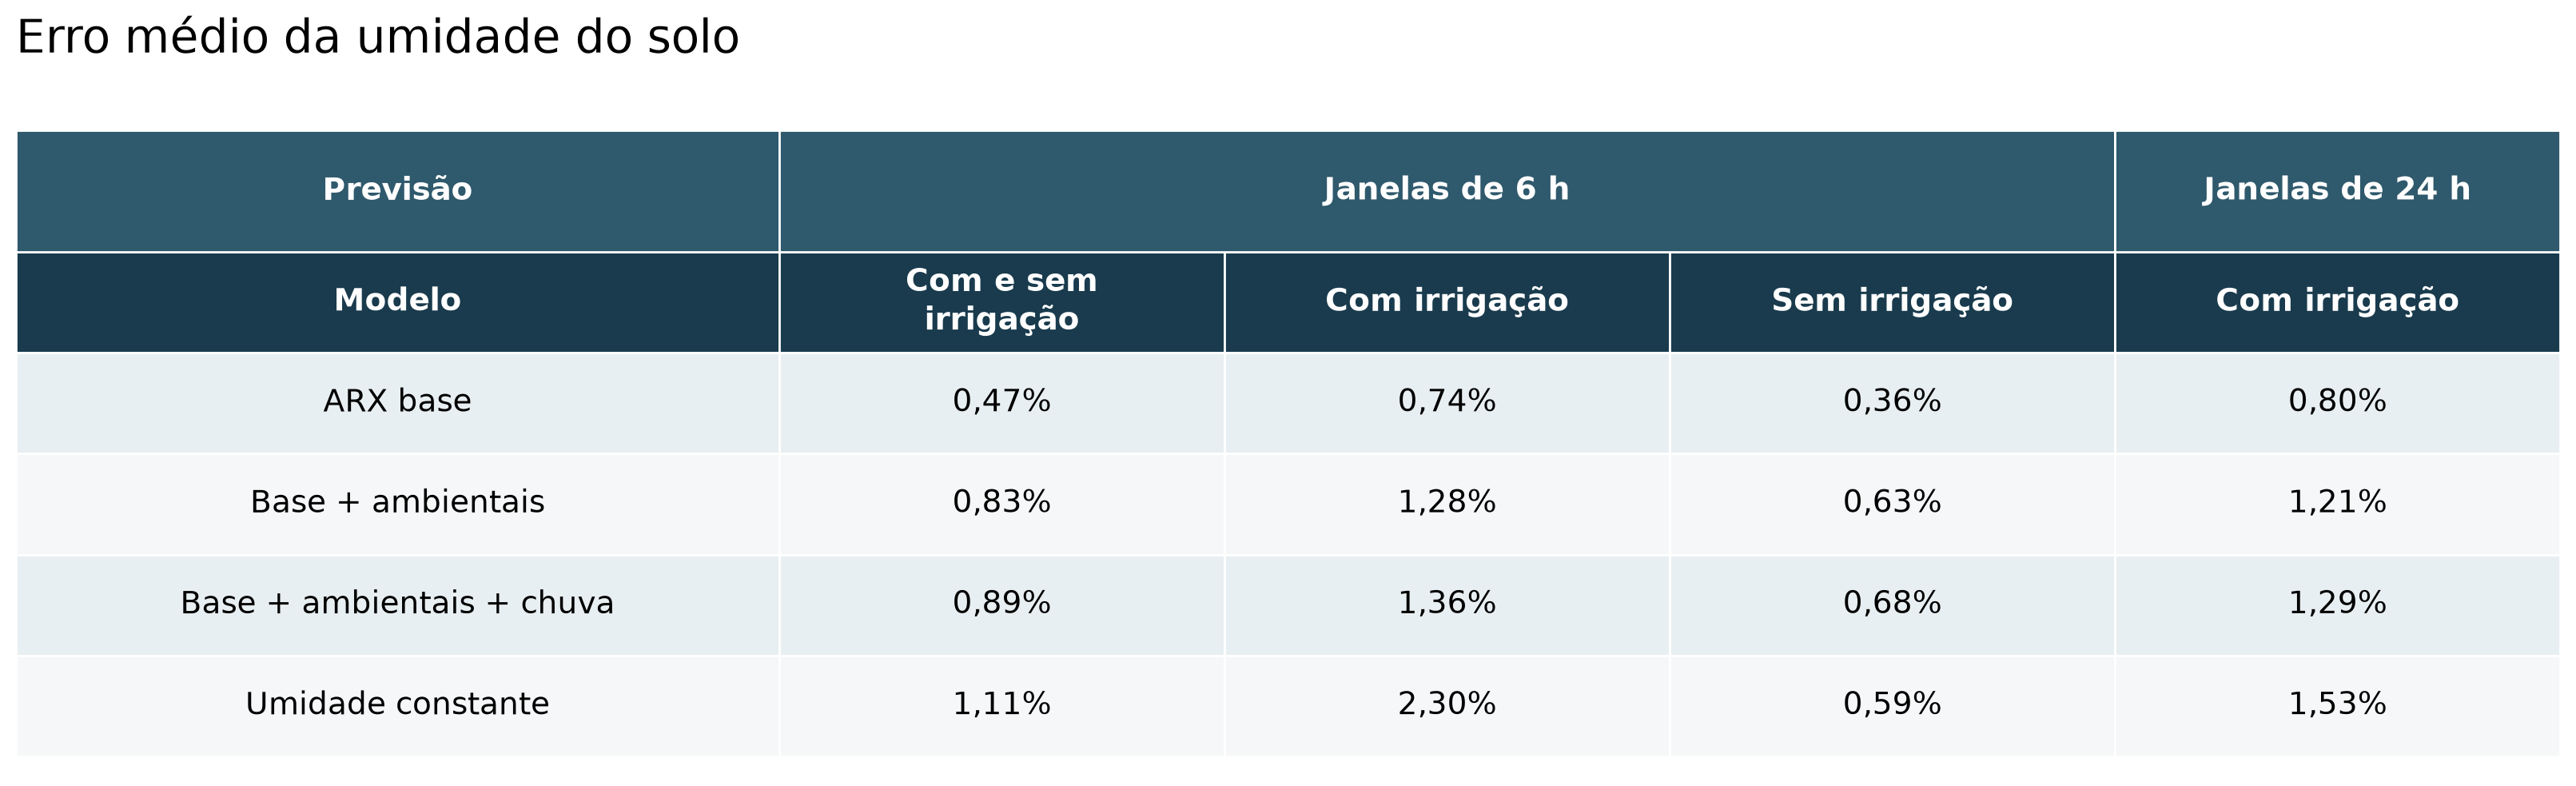 Erro médio da umidade do solo
Previsão Janelas de 6 h Janelas de 24 h
Modelo Com e sem irrigação Com irrigação Sem irrigação Com irrigação
ARX base 0,47% 0,74% 0,36% 0,80%
Base + ambientais 0,83% 1,28% 0,63% 1,21%
Base + ambientais + chuva 0,89% 1,36% 0,68% 1,29%
Umidade constante 1,11% 2,30% 0,59% 1,53%